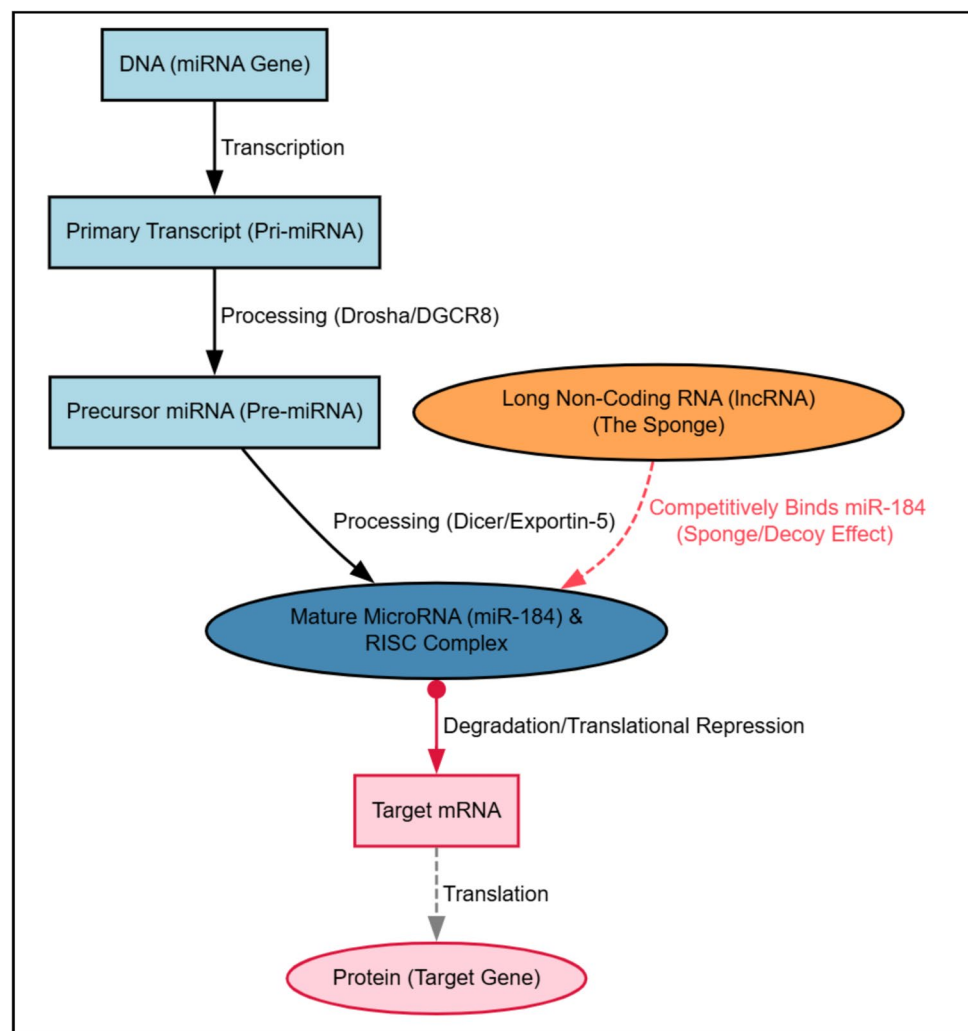 DNA (miRNA Gene)
Transcription
Primary Transcript (Pri-miRNA)
Processing (Drosha/DGCR8)
Precursor miRNA (Pre-miRNA)
Long Non-Coding RNA (lncRNA)
(The Sponge)
Processing (Dicer/Exportin-5)
Competitively Binds miR-184
(Sponge/Decoy Effect)
Mature MicroRNA (miR-184) &
RISC Complex
Degradation/Translational Repression
Target mRNA
Translation
Protein (Target Gene)